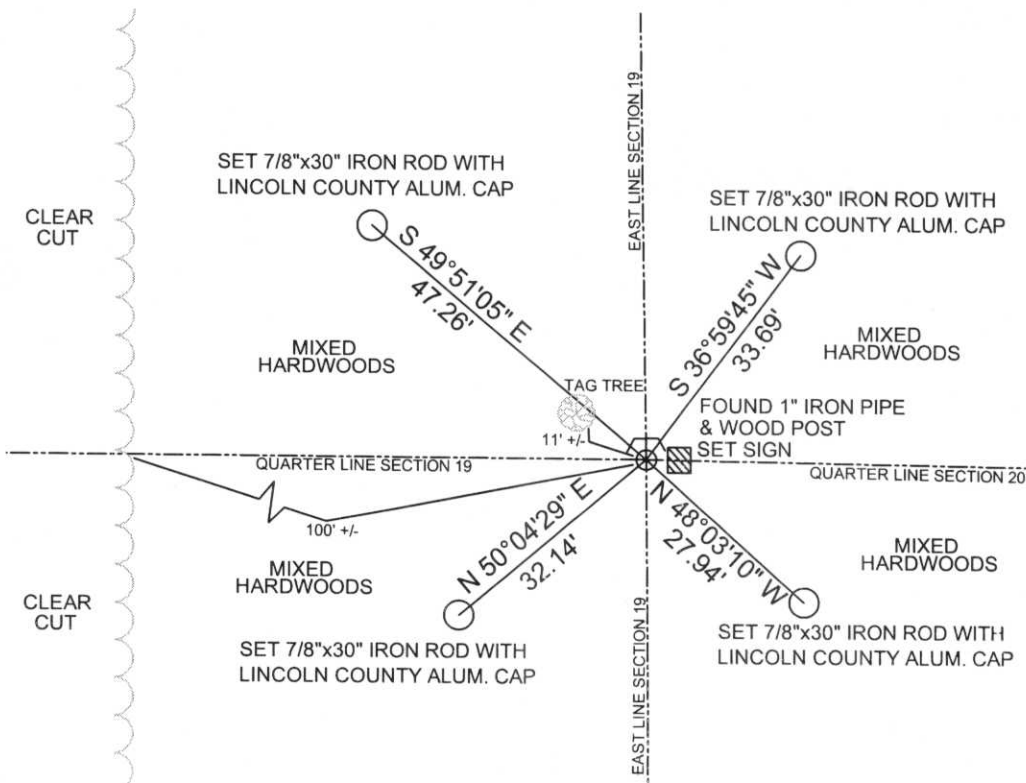 EAST LINE SECTION 19
SET 7/8"x30" IRON ROD WITH
LINCOLN COUNTY ALUM. CAP
SET 7/8"x30" IRON ROD WITH
LINCOLN COUNTY ALUM. CAP
CLEAR
CUT
S 49°51'05" E
47.26'
S 36°59'45" W
33.69'
MIXED
HARDWOODS
MIXED
HARDWOODS
TAG TREE
11' +/-
FOUND 1" IRON PIPE
& WOOD POST
SET SIGN
QUARTER LINE SECTION 19
QUARTER LINE SECTION 20
100' +/-
N 50°04'29" E
32.14'
N 48°03'10" W
27.94'
MIXED
HARDWOODS
MIXED
HARDWOODS
CLEAR
CUT
SET 7/8"x30" IRON ROD WITH
LINCOLN COUNTY ALUM. CAP
SET 7/8"x30" IRON ROD WITH
LINCOLN COUNTY ALUM. CAP
EAST LINE SECTION 19